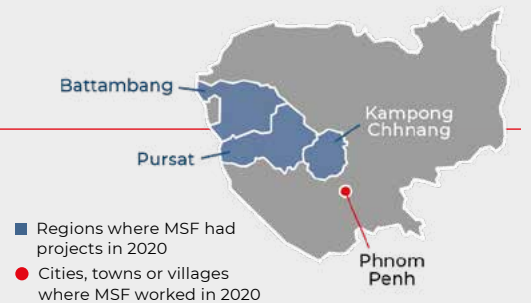 Battambang
Kampong
Chhnang
Pursat
Regions where MSF had
projects in 2020
Cities, towns or villages
where MSF worked in 2020
Phnom
Penh